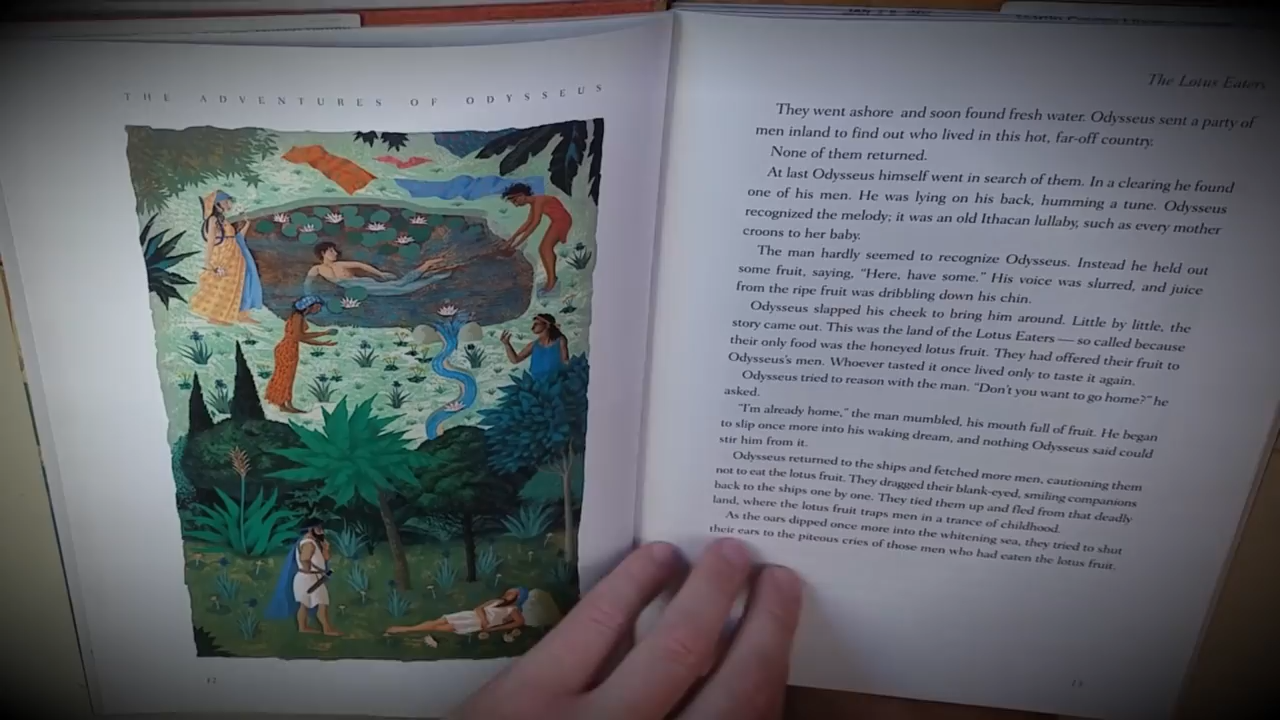 THE ADVENTURES OF ODYSSEUS
The Lotus Eaters
They went ashore and soon found fresh water. Odysseus sent a party of
men inland to find out who lived in this hot, far-off country.
None of them returned.
At last Odysseus himself went in search of them. In a clearing he found
one of his men. He was lying on his back, humming a tune. Odysseus
recognized the melody; it was an old Ithacan lullaby, such as every mother
croons to her baby.
The man hardly seemed to recognize Odysseus. Instead he held out
some fruit, saying, “Here, have some.” His voice was slurred, and juice
from the ripe fruit was dribbling down his chin.
Odysseus slapped his cheek to bring him around. Little by little, the
story came out. This was the land of the Lotus Eaters — so called because
their only food was the honeyed lotus fruit. They had offered their fruit to
Odysseus's men. Whoever tasted it once lived only to taste it again.
Odysseus tried to reason with the man. “Don't you want to go home?” he
asked.
“I'm already home,” the man mumbled, his mouth full of fruit. He began
to slip once more into his waking dream, and nothing Odysseus said could
stir him from it.
Odysseus returned to the ships and fetched more men, cautioning them
not to eat the lotus fruit. They dragged their blank-eyed, smiling companions
back to the ships one by one. They tied them up and fled from that deadly
land, where the lotus fruit traps men in a trance of childhood.
As the oars dipped once more into the whitening sea, they tried to shut
their ears to the piteous cries of those men who had eaten the lotus fruit.
12
13